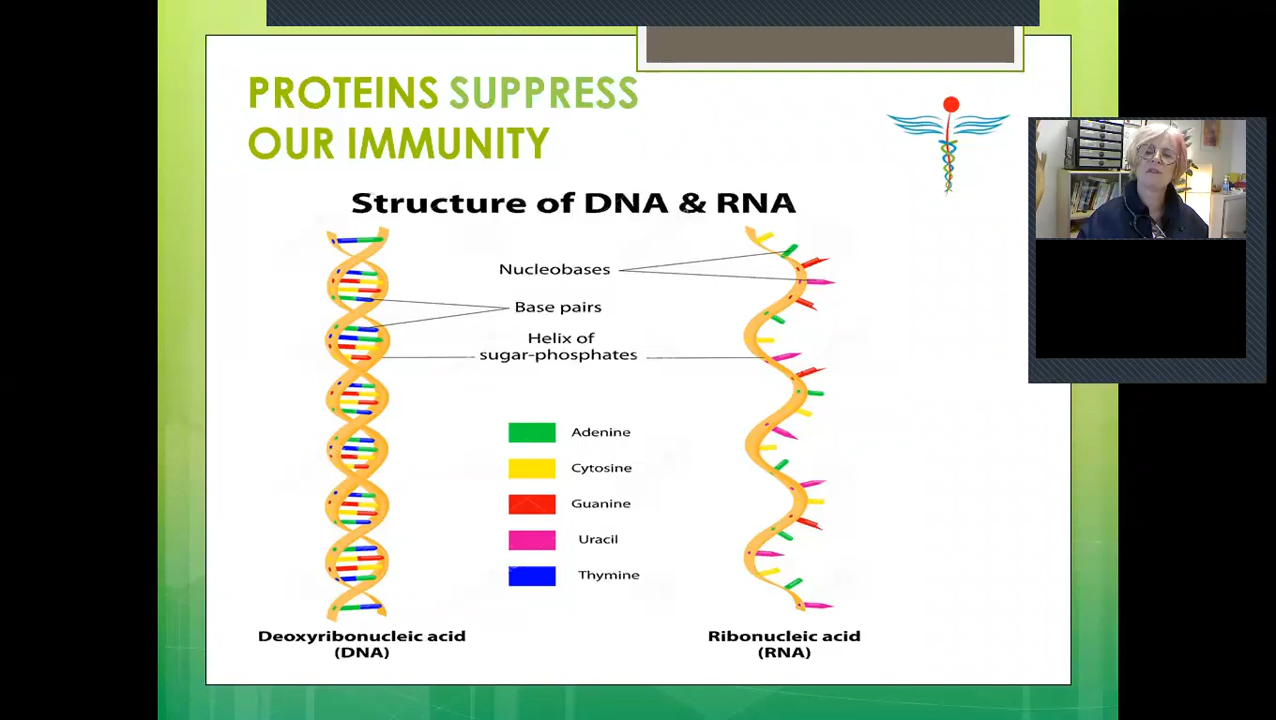 PROTEINS SUPPRESS
OUR IMMUNITY
Structure of DNA & RNA
Nucleobases
Base pairs
Helix of
sugar-phosphates
Adenine
Cytosine
Guanine
Uracil
Thymine
Deoxyribonucleic acid
(DNA)
Ribonucleic acid
(RNA)